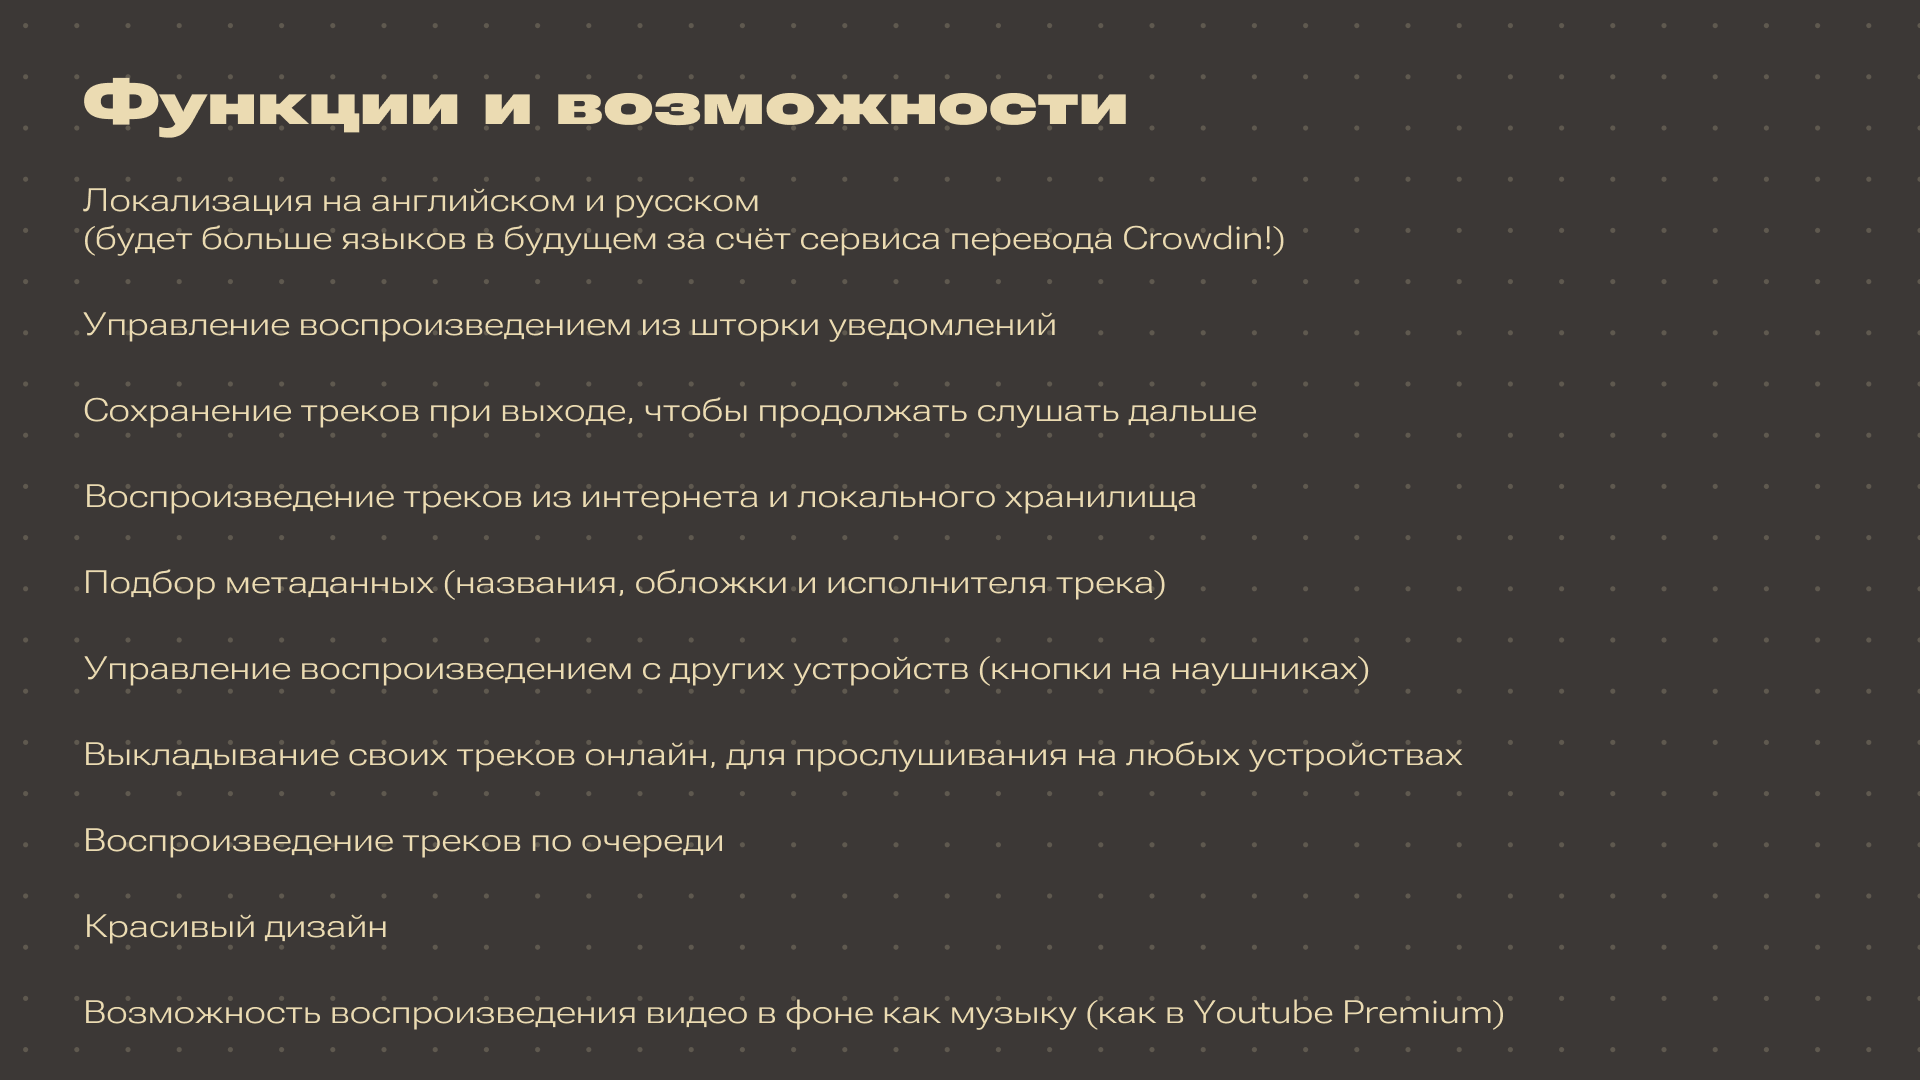 Функции и возможности
Локализация на английском и русском
(будет больше языков в будущем за счёт сервиса перевода Crowdin!)
Управление воспроизведением из шторки уведомлений
Сохранение треков при выходе, чтобы продолжать слушать дальше
Воспроизведение треков из интернета и локального хранилища
Подбор метаданных (названия, обложки и исполнителя трека)
Управление воспроизведением с других устройств (кнопки на наушниках)
Выкладывание своих треков онлайн, для прослушивания на любых устройствах
Воспроизведение треков по очереди
Красивый дизайн
Возможность воспроизведения видео в фоне как музыку (как в Youtube Premium)